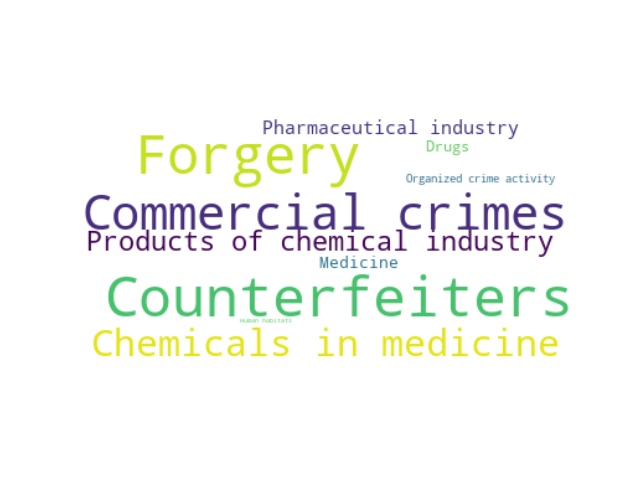 Pharmaceutical industry
Forgery
Drugs
Organized crime activity
Commercial crimes
Products of chemical industry
Medicine
Counterfeiters
Human habitats
Chemicals in medicine